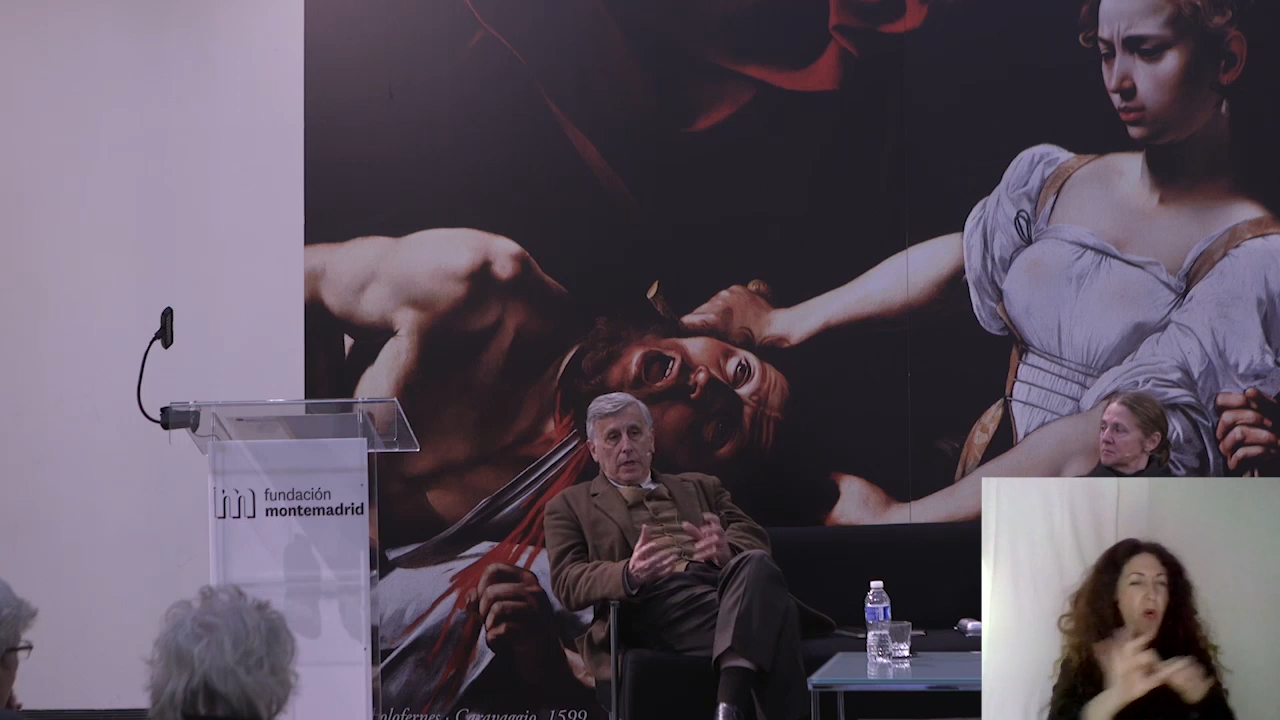 fundación
montemadrid
olofernes · Caravaggio, 1599